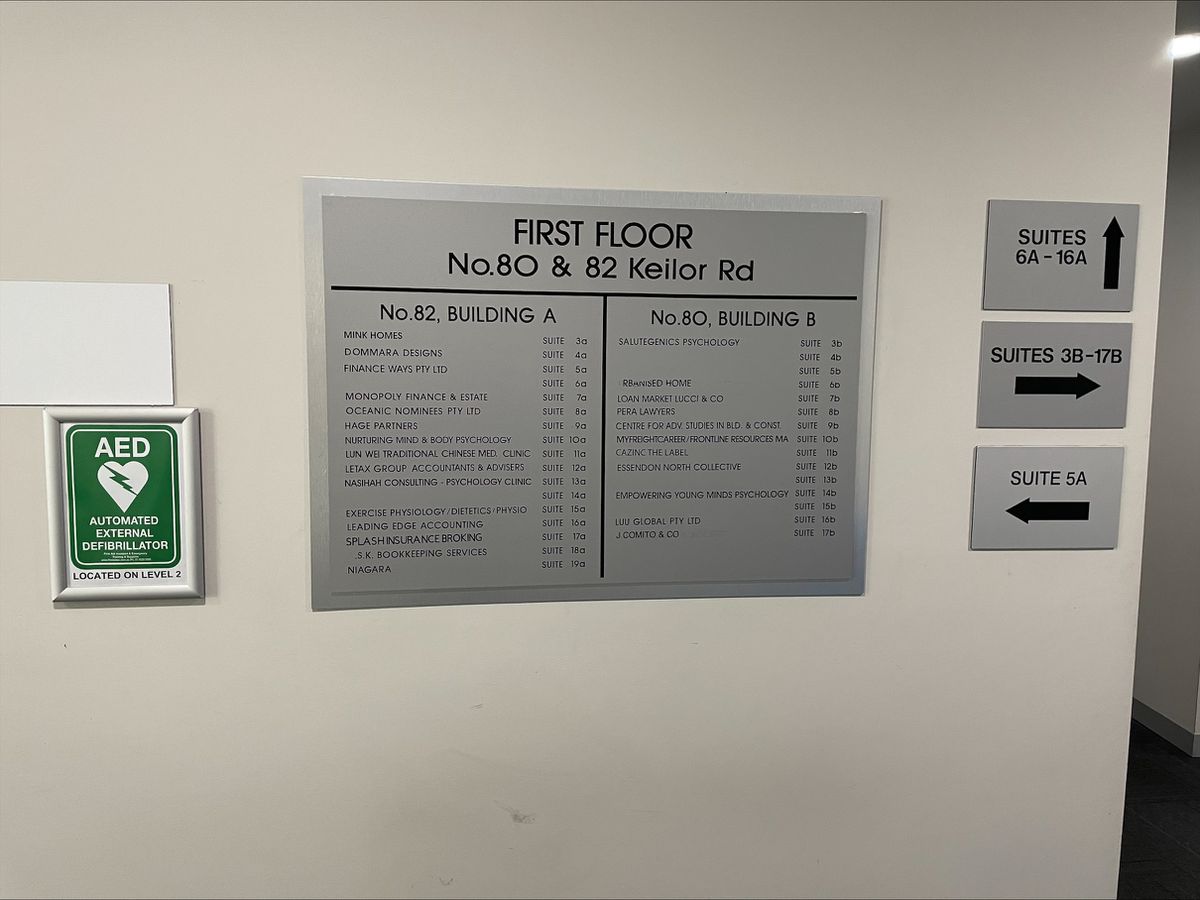 FIRST FLOOR
No.80 & 82 Keilor Rd
No.82, BUILDING A
MINK HOMES SUITE 3a
DOMMARA DESIGNS SUITE 4a
FINANCE WAYS PTY LTD SUITE 5a
SUITE 6a
MONOPOLY FINANCE & ESTATE SUITE 7a
OCEANIC NOMINEES PTY LTD SUITE 8a
HAGE PARTNERS SUITE 9a
NURTURING MIND & BODY PSYCHOLOGY SUITE 10a
LUN WEI TRADITIONAL CHINESE MED. CLINIC SUITE 11a
LETAX GROUP ACCOUNTANTS & ADVISERS SUITE 12a
NASIHAH CONSULTING - PSYCHOLOGY CLINIC SUITE 13a
SUITE 14a
EXERCISE PHYSIOLOGY/DIETETICS/PHYSIO SUITE 15a
LEADING EDGE ACCOUNTING SUITE 16a
SPLASH INSURANCE BROKING SUITE 17a
.S.K. BOOKKEEPING SERVICES SUITE 18a
NIAGARA SUITE 19a
No.80, BUILDING B
SALUTEGENICS PSYCHOLOGY SUITE 3b
SUITE 4b
SUITE 5b
RBANISED HOME SUITE 6b
LOAN MARKET LUCCI & CO SUITE 7b
PERA LAWYERS SUITE 8b
CENTRE FOR ADV. STUDIES IN BLD. & CONST. SUITE 9b
MYFREIGHTCAREER/FRONTLINE RESOURCES MA SUITE 10b
CAZINC THE LABEL SUITE 11b
ESSENDON NORTH COLLECTIVE SUITE 12b
SUITE 13b
EMPOWERING YOUNG MINDS PSYCHOLOGY SUITE 14b
SUITE 15b
LUU GLOBAL PTY LTD SUITE 16b
J.COMITO & CO SUITE 17b
SUITES
6A - 16A
SUITES 3B-17B
SUITE 5A
AED
AUTOMATED
EXTERNAL
DEFIBRILLATOR
LOCATED ON LEVEL 2